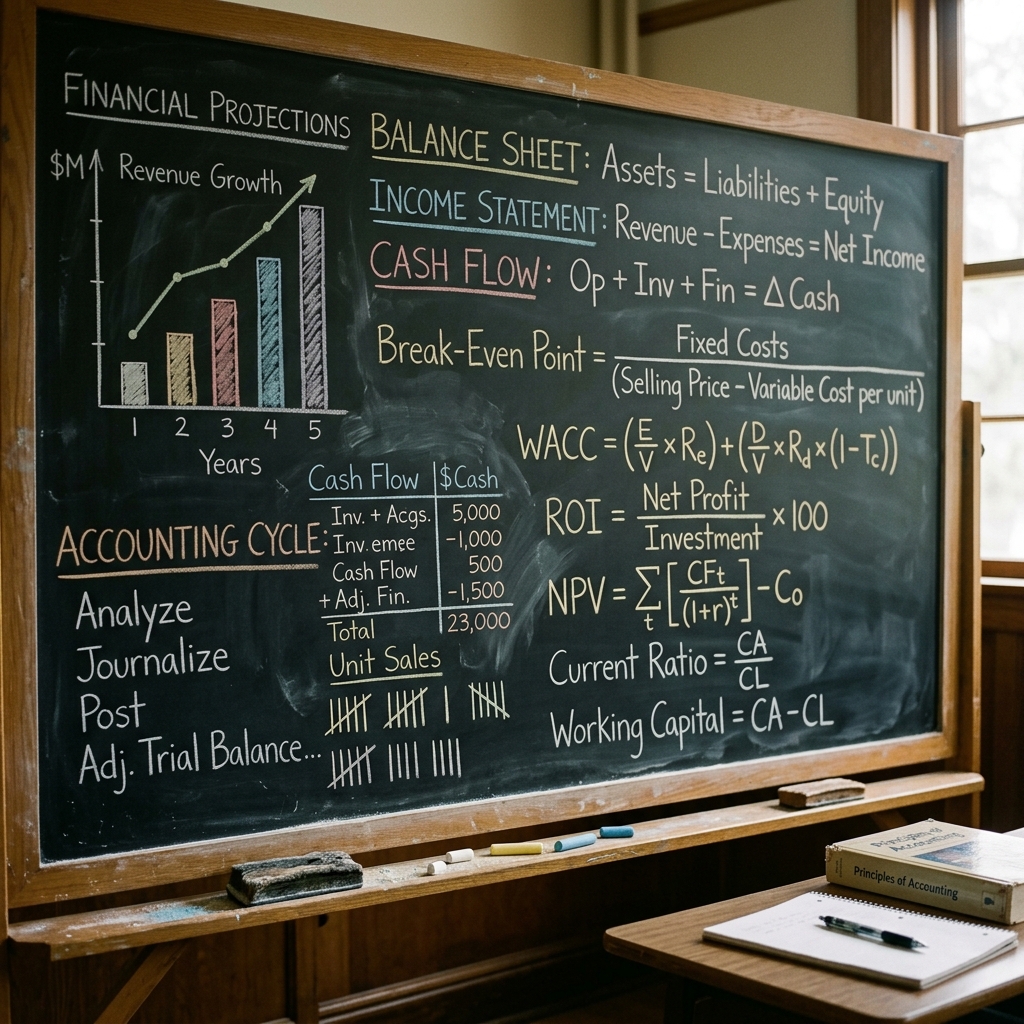 FINANCIAL PROJECTIONS
$M
Revenue Growth
1 2 3 4 5
Years
BALANCE SHEET: Assets = Liabilities + Equity
INCOME STATEMENT: Revenue – Expenses = Net Income
CASH FLOW: Op + Inv + Fin = Δ Cash
Break-Even Point = Fixed Costs / (Selling Price – Variable Cost per unit)
WACC = (E/V × Re) + (D/V × Rd × (1–Tc))
ROI = Net Profit / Investment × 100
NPV = Σt [CFt / (1+r)^t] – C₀
Current Ratio = CA / CL
Working Capital = CA – CL
ACCOUNTING CYCLE:
Analyze
Journalize
Post
Adj. Trial Balance...
Cash Flow $Cash
Inv. + Acgs. 5,000
Inv. emee –1,000
Cash Flow 500
+ Adj. Fin. –1,500
Total 23,000
Unit Sales
Principles of Accounting
Principles of Accounting